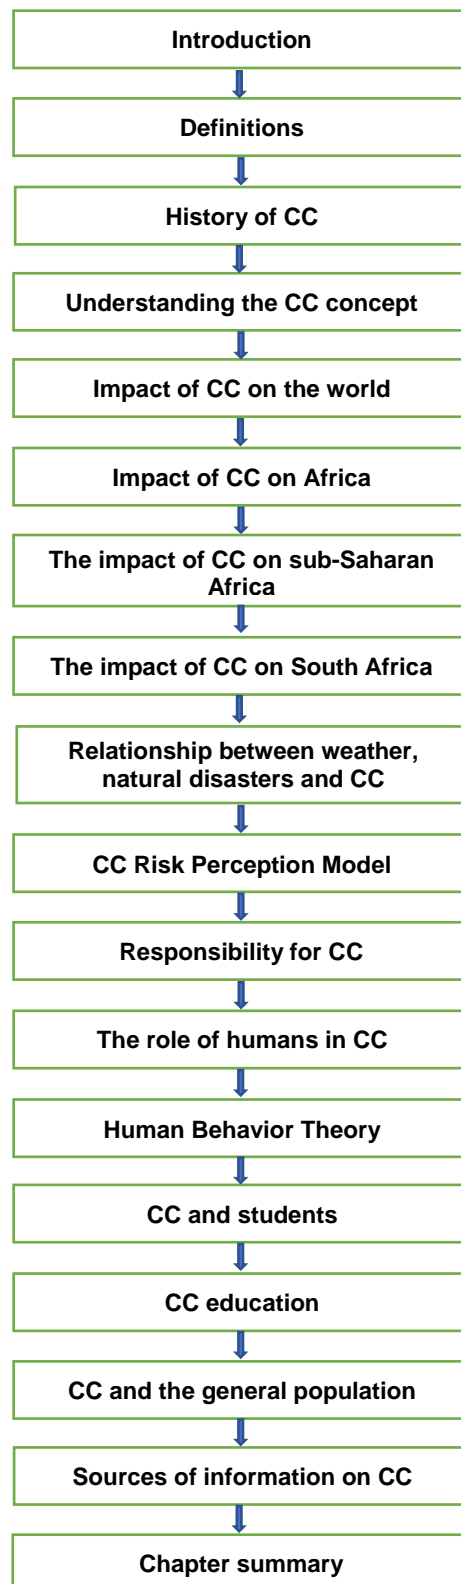 Introduction
Definitions
History of CC
Understanding the CC concept
Impact of CC on the world
Impact of CC on Africa
The impact of CC on sub-Saharan
Africa
The impact of CC on South Africa
Relationship between weather,
natural disasters and CC
CC Risk Perception Model
Responsibility for CC
The role of humans in CC
Human Behavior Theory
CC and students
CC education
CC and the general population
Sources of information on CC
Chapter summary